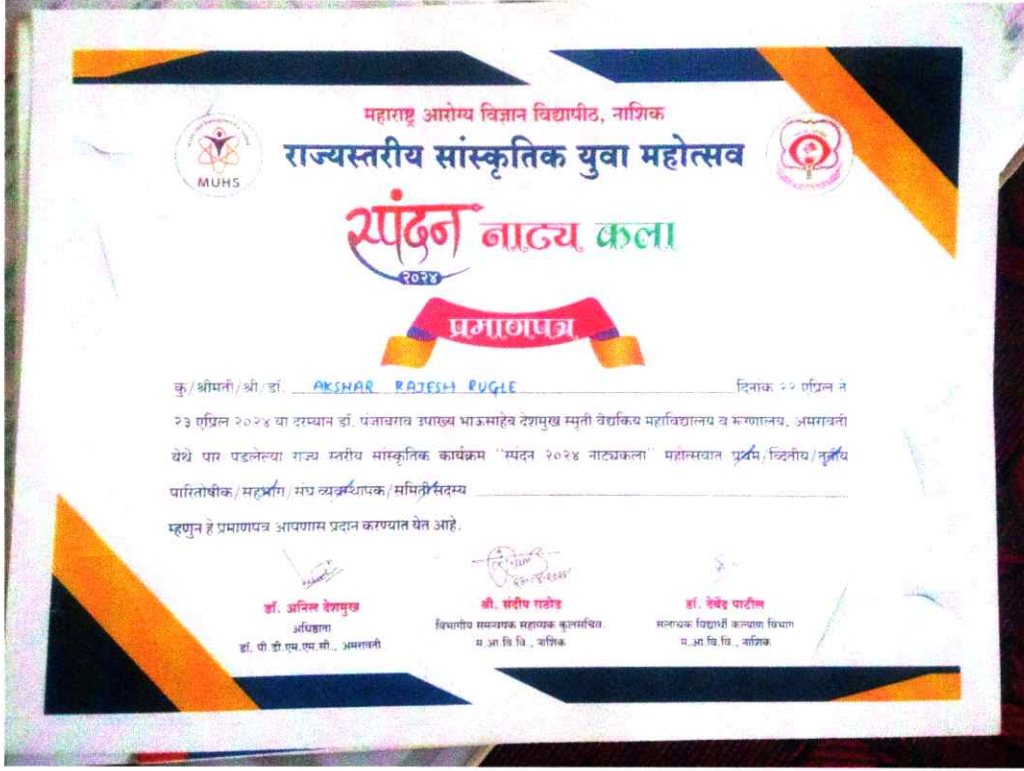 महाराष्ट्र आरोग्य विज्ञान विद्यापीठ, नाशिक
राज्यस्तरीय सांस्कृतिक युवा महोत्सव
MUHS
स्पंदन नाट्य कला
२०२४
प्रमाणपत्र
कु/श्रीमती/श्री/डॉ. AKSHAR RAJESH RUGLE दिनांक २२ एप्रिल ते
२३ एप्रिल २०२४ या दरम्यान डॉ. पंजाबराव उपाख्य भाऊसाहेब देशमुख स्मृती वैद्यकिय महाविद्यालय व रूग्णालय, अमरावती
येथे पार पडलेल्या राज्य स्तरीय सांस्कृतिक कार्यक्रम "स्पंदन २०२४ नाट्यकला" महोत्सवात प्रथम/व्दितीय/तृतीय
पारितोषीक/सहभाग/संघ व्यवस्थापक/समिती सदस्य
म्हणुन हे प्रमाणपत्र आपणास प्रदान करण्यात येत आहे.
डॉ. अनिल देशमुख
अधिष्ठाता
डॉ. पी.डी.एम.एम.सी., अमरावती
श्री. संदीप राठोड
विभागीय समन्वयक सहाय्यक कुलसचिव
म.आ.वि.वि., नाशिक
डॉ. देवेंद्र पाटील
संचालक विद्यार्थी कल्याण विभाग
म.आ.वि.वि., नाशिक